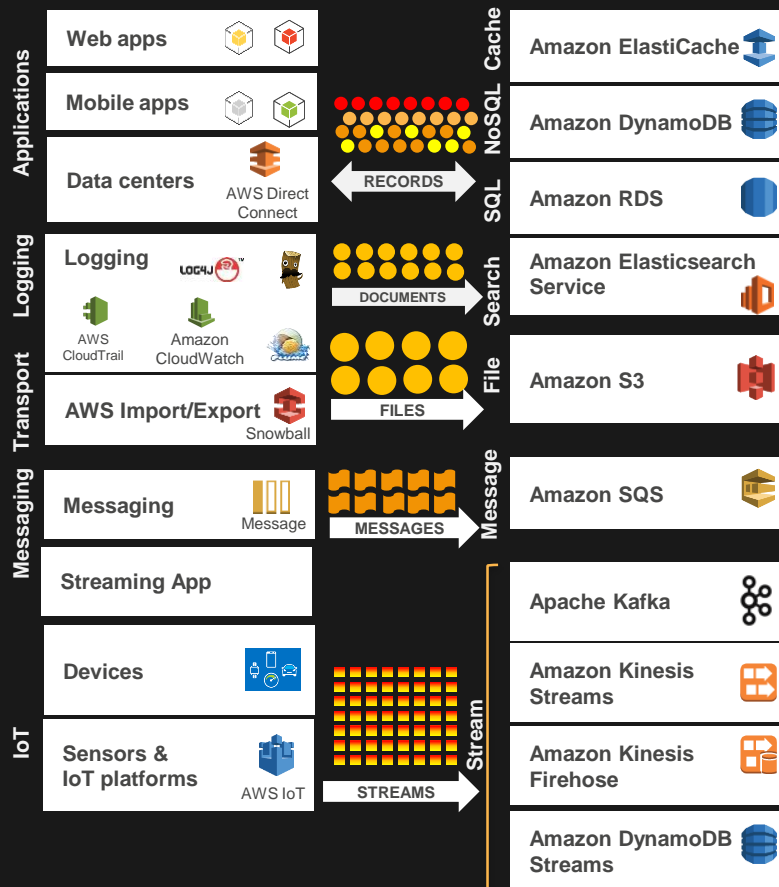 Applications
Web apps
Mobile apps
Data centers
AWS Direct
Connect
Logging
Logging
LOG4J
AWS
CloudTrail
Amazon
CloudWatch
Transport
AWS Import/Export
Snowball
Messaging
Messaging
Message
Streaming App
IoT
Devices
Sensors &
IoT platforms
AWS IoT
RECORDS
DOCUMENTS
FILES
MESSAGES
STREAMS
Cache
Amazon ElastiCache
NoSQL
Amazon DynamoDB
SQL
Amazon RDS
Search
Amazon Elasticsearch
Service
File
Amazon S3
Message
Amazon SQS
Stream
Apache Kafka
Amazon Kinesis
Streams
Amazon Kinesis
Firehose
Amazon DynamoDB
Streams